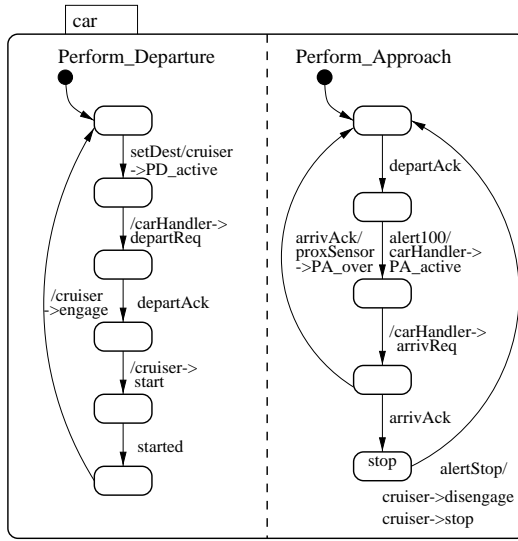 car
Perform_Departure
setDest/cruiser
->PD_active
/carHandler->
departReq
/cruiser
->engage
departAck
/cruiser->
start
started
Perform_Approach
departAck
arrivAck/
proxSensor
->PA_over
alert100/
carHandler->
PA_active
/carHandler->
arrivReq
arrivAck
stop
alertStop/
cruiser->disengage
cruiser->stop